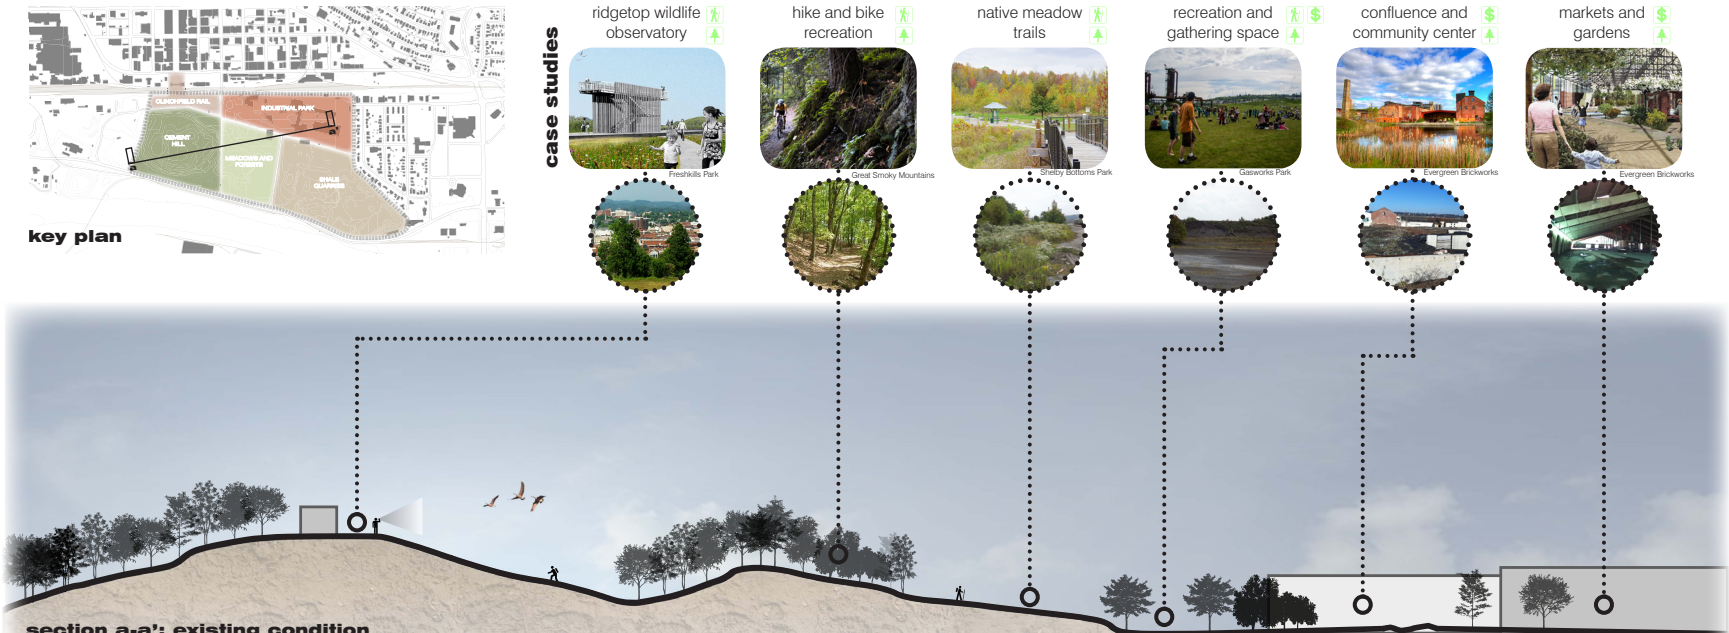 CLINCHFIELD RAIL
INDUSTRIAL PARK
CEMENT
HILL
MEADOWS AND
FORESTS
SHALE
QUARRIES
key plan
case studies
ridgetop wildlife
observatory
Freshkills Park
hike and bike
recreation
Great Smoky Mountains
native meadow
trails
Shelby Bottoms Park
recreation and
gathering space
$
Gasworks Park
confluence and
community center
$
Evergreen Brickworks
markets and
gardens
$
Evergreen Brickworks
section a-a': existing condition